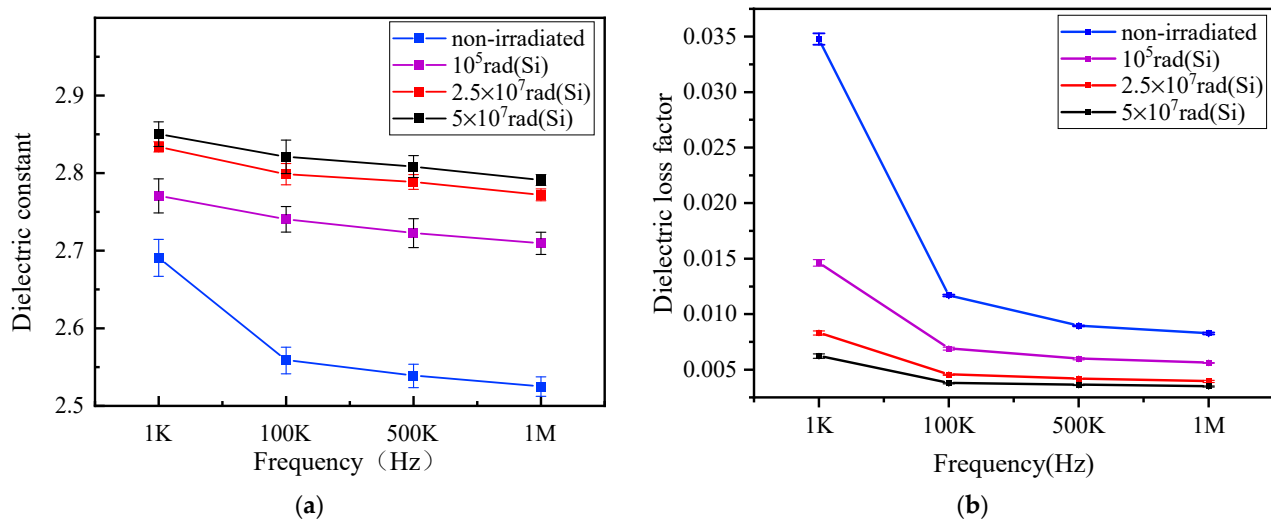 non-irradiated
10⁵rad(Si)
2.5×10⁷rad(Si)
5×10⁷rad(Si)
Dielectric constant
2.9
2.8
2.7
2.6
2.5
1K 100K 500K 1M
Frequency（Hz）
(a)
non-irradiated
10⁵rad(Si)
2.5×10⁷rad(Si)
5×10⁷rad(Si)
Dielectric loss factor
0.035
0.030
0.025
0.020
0.015
0.010
0.005
1K 100K 500K 1M
Frequency(Hz)
(b)